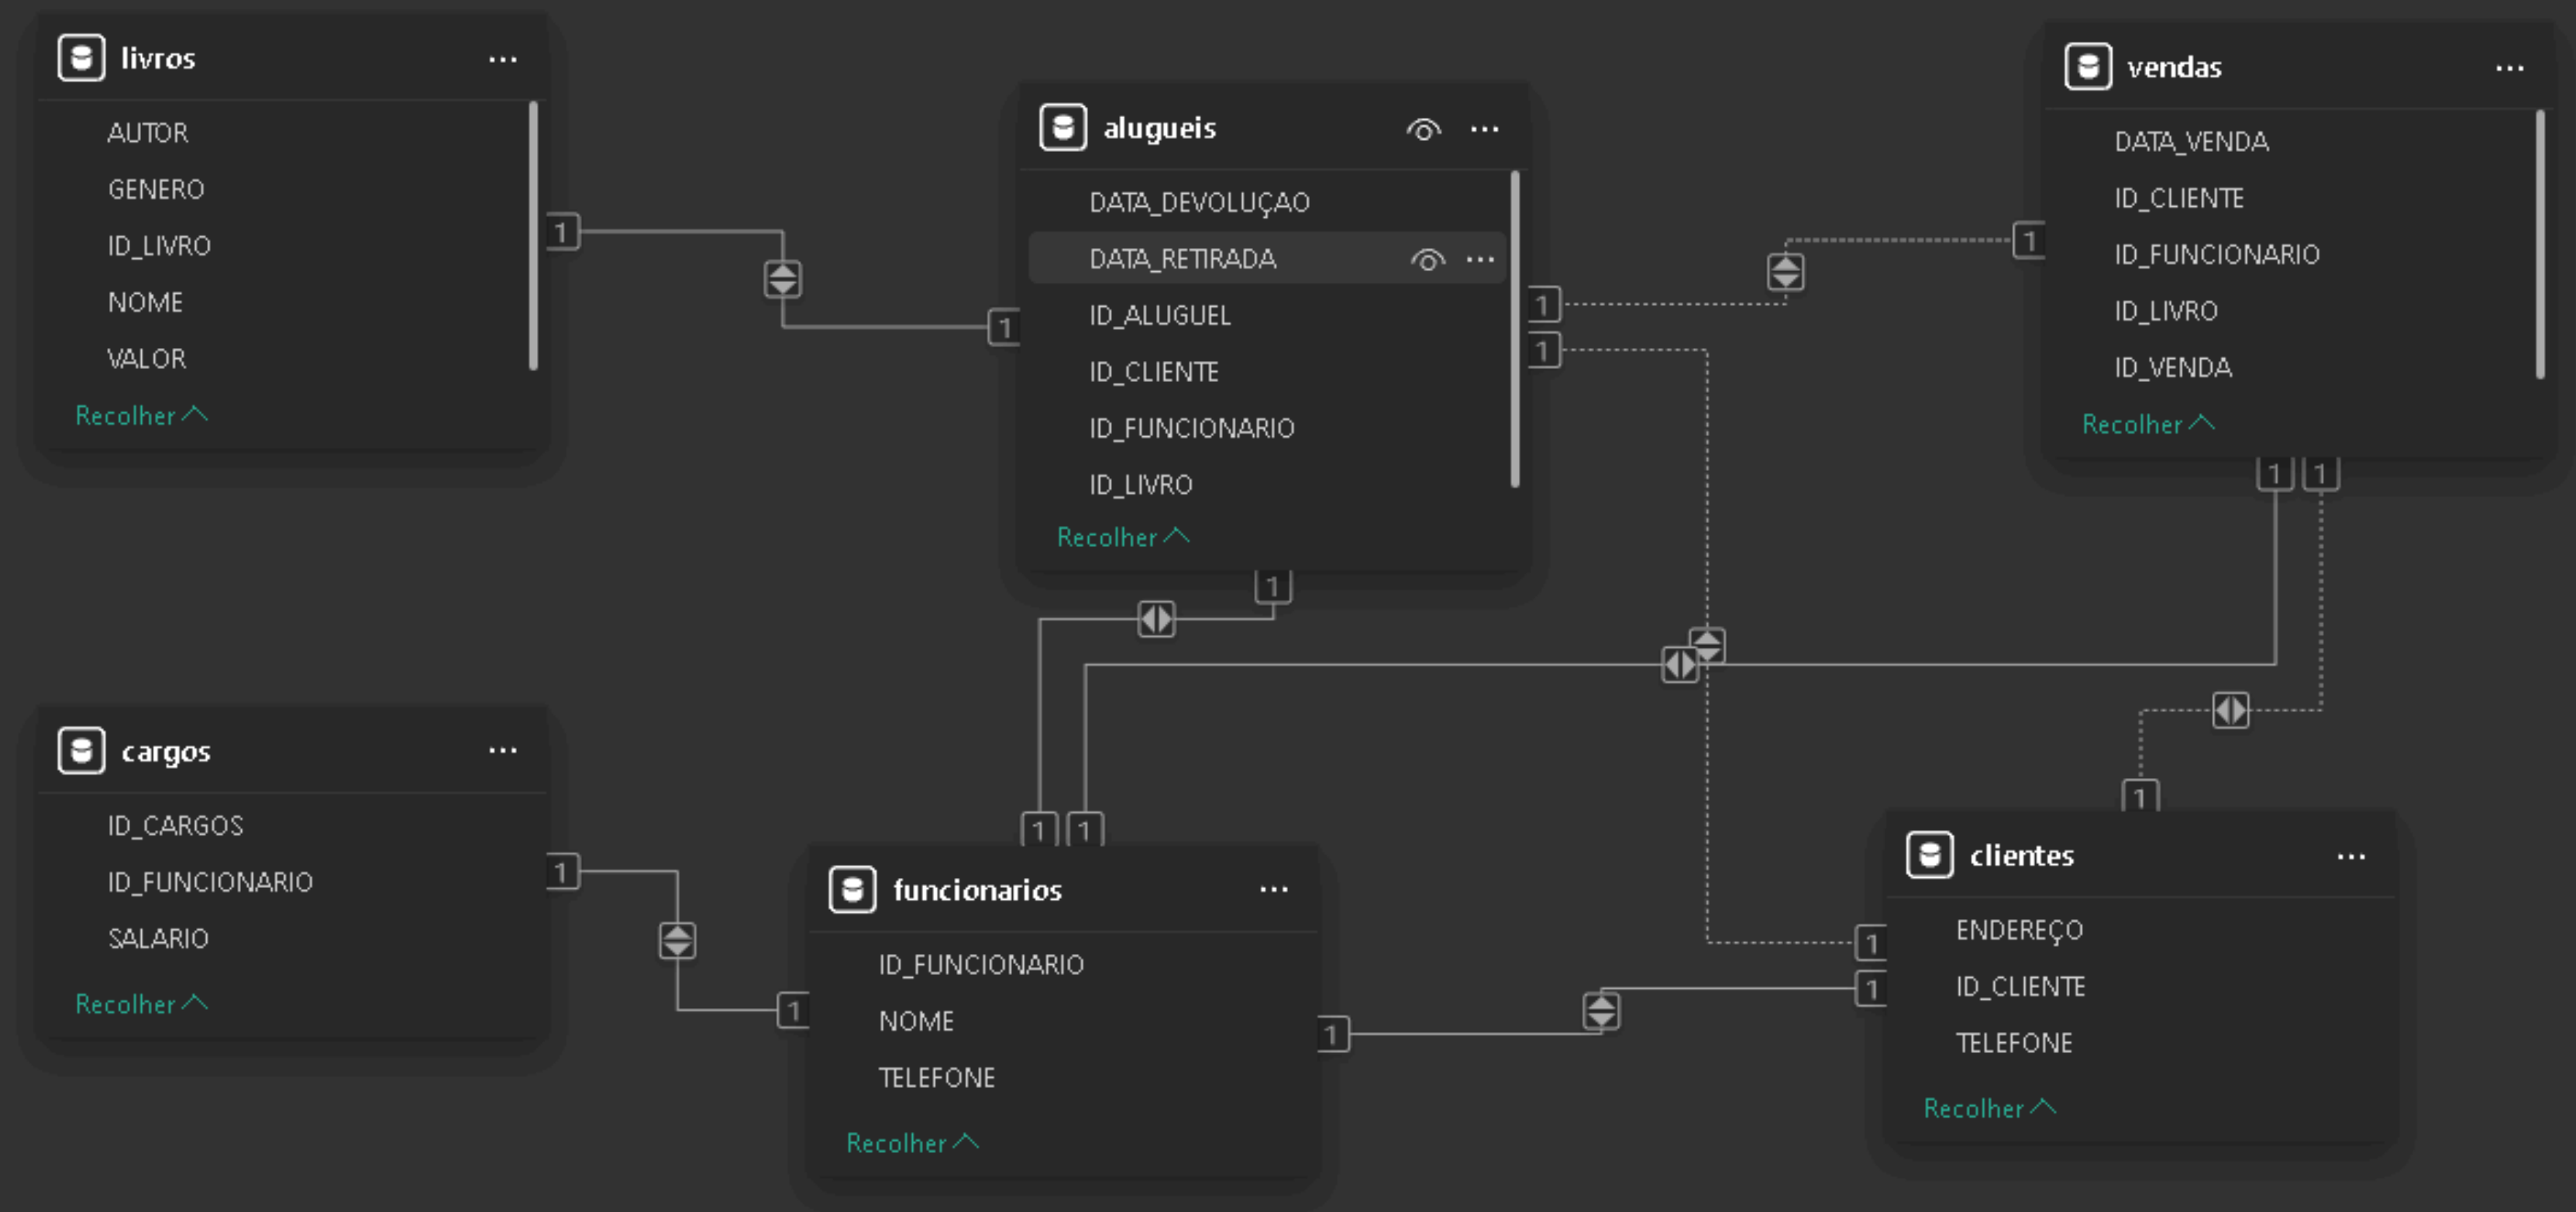 livros
AUTOR
GENERO
ID_LIVRO
NOME
VALOR
Recolher
alugueis
DATA_DEVOLUÇAO
DATA_RETIRADA
ID_ALUGUEL
ID_CLIENTE
ID_FUNCIONARIO
ID_LIVRO
Recolher
vendas
DATA_VENDA
ID_CLIENTE
ID_FUNCIONARIO
ID_LIVRO
ID_VENDA
Recolher
1
1
1
1
1
1
1
1
cargos
ID_CARGOS
ID_FUNCIONARIO
SALARIO
Recolher
1
1
1
1
funcionarios
ID_FUNCIONARIO
NOME
TELEFONE
Recolher
1
1
clientes
ENDEREÇO
ID_CLIENTE
TELEFONE
Recolher
1
1